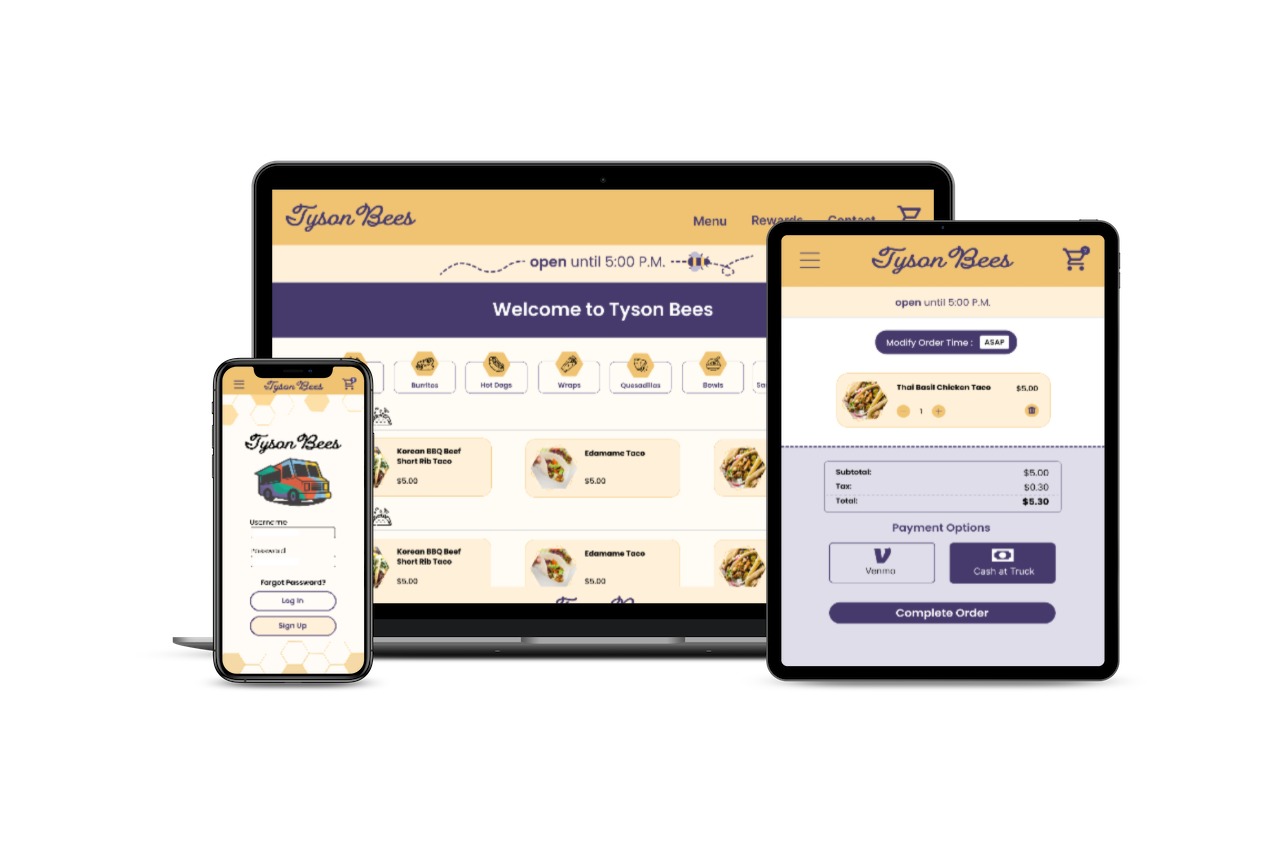 Tyson Bees
Menu Rewards Contact
open until 5:00 P.M.
Welcome to Tyson Bees
Burritos
Hot Dogs
Wraps
Quesadillas
Bowls
Korean BBQ Beef
Short Rib Taco
$5.00
Edamame Taco
$5.00
Korean BBQ Beef
Short Rib Taco
$5.00
Edamame Taco
$5.00
Tyson Bees
Tyson Bees
Username
Password
Forgot Password?
Log In
Sign Up
Tyson Bees
open until 5:00 P.M.
Modify Order Time : ASAP
Thai Basil Chicken Taco $5.00
1
Subtotal: $5.00
Tax: $0.30
Total: $5.30
Payment Options
Venmo
Cash at Truck
Complete Order